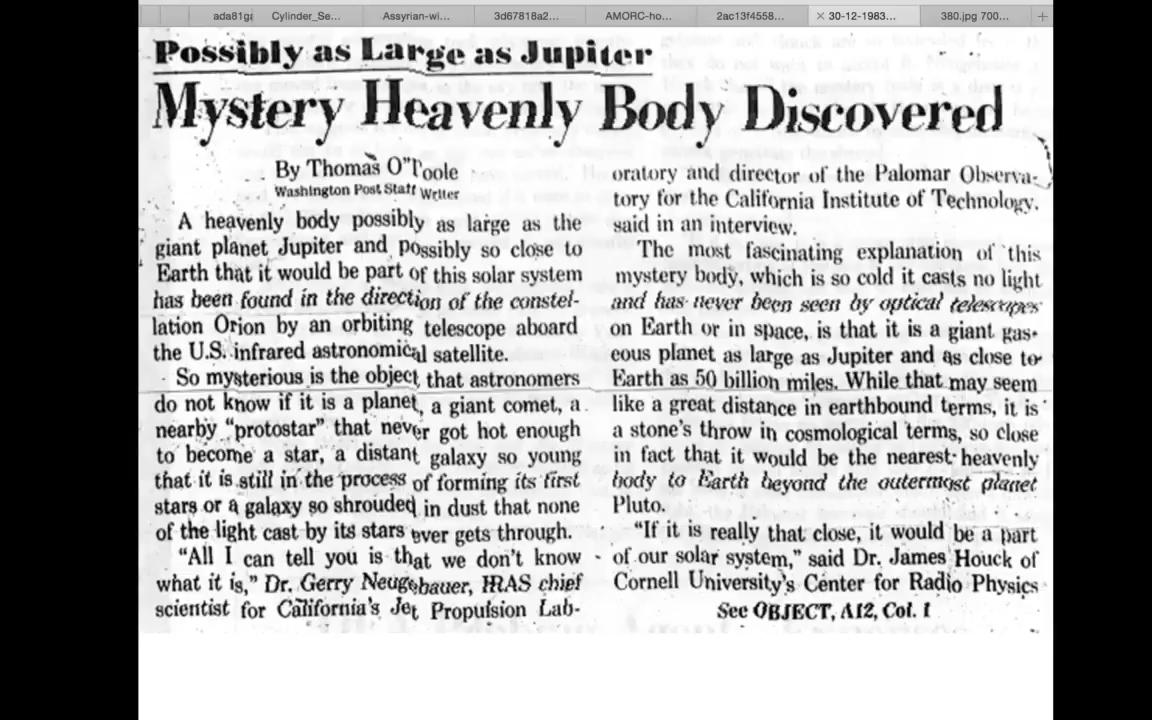 ada81ga
Cylinder_Se...
Assyrian-wi...
3d67818a2...
AMORC-ho...
2ac13f4558...
× 30-12-1983...
380.jpg 700...
+
Possibly as Large as Jupiter
Mystery Heavenly Body Discovered
By Thomas O"Toole
Washington Post Staff Writer
A heavenly body possibly as large as the
giant planet Jupiter and possibly so close to
Earth that it would be part of this solar system
has been found in the direction of the constel-
lation Orion by an orbiting telescope aboard
the U.S. infrared astronomical satellite.
So mysterious is the object that astronomers
do not know if it is a planet, a giant comet, a
nearby "protostar" that never got hot enough
to become a star, a distant galaxy so young
that it is still in the process of forming its first
stars or a galaxy so shrouded in dust that none
of the light cast by its stars ever gets through.
"All I can tell you is that we don't know
what it is," Dr. Gerry Neugebauer, IRAS chief
scientist for California's Jet Propulsion Lab-
oratory and director of the Palomar Observa-
tory for the California Institute of Technology,
said in an interview.
The most fascinating explanation of this
mystery body, which is so cold it casts no light
and has never been seen by optical telescopes
on Earth or in space, is that it is a giant gas-
eous planet as large as Jupiter and as close to
Earth as 50 billion miles. While that may seem
like a great distance in earthbound terms, it is
a stone's throw in cosmological terms, so close
in fact that it would be the nearest heavenly
body to Earth beyond the outermost planet
Pluto.
"If it is really that close, it would be a part
of our solar system," said Dr. James Houck of
Cornell University's Center for Radio Physics
See OBJECT, A12, Col. 1